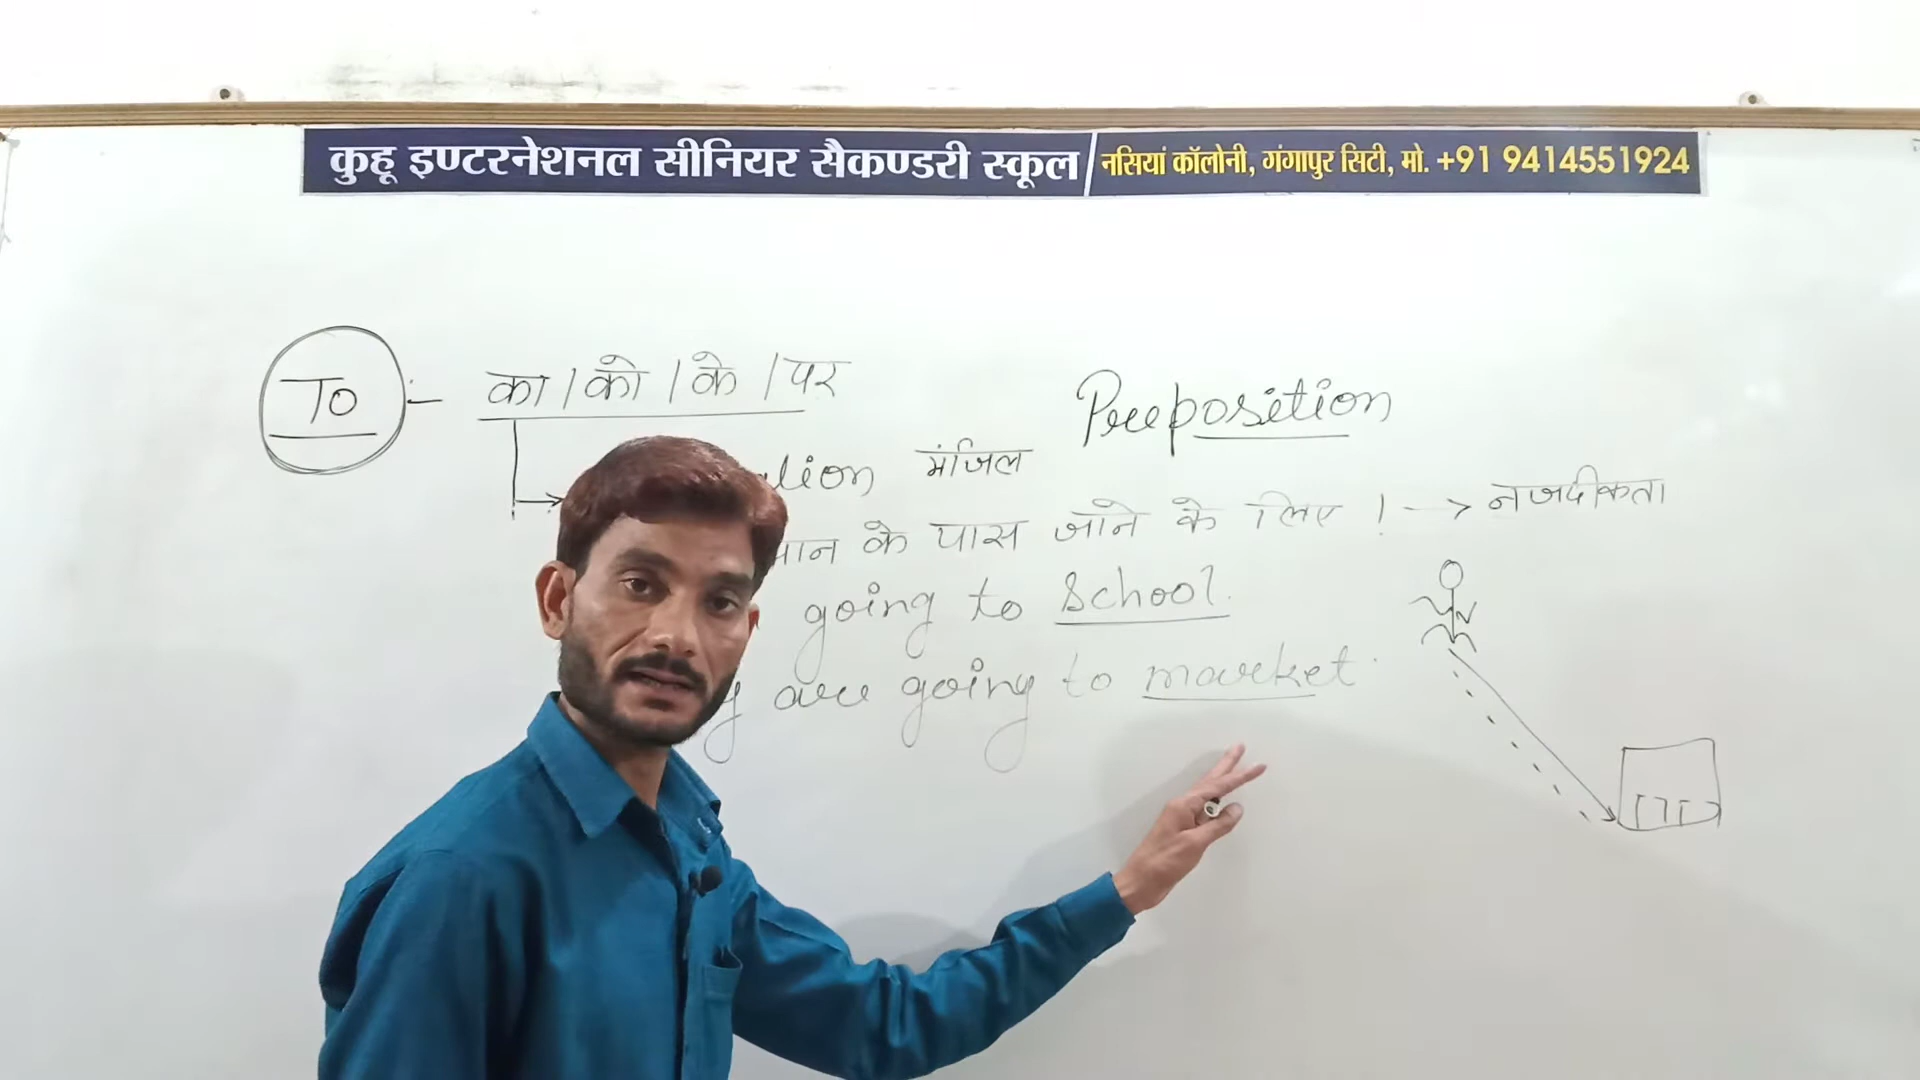 कुहू इण्टरनेशनल सीनियर सैकण्डरी स्कूल नसियां कॉलोनी, गंगापुर सिटी, मो. +91 9414551924
To :- का / को / के / पर
Preposition
मंजिल
के पास जाने के लिए । → नजदीकता
going to School.
are going to market.